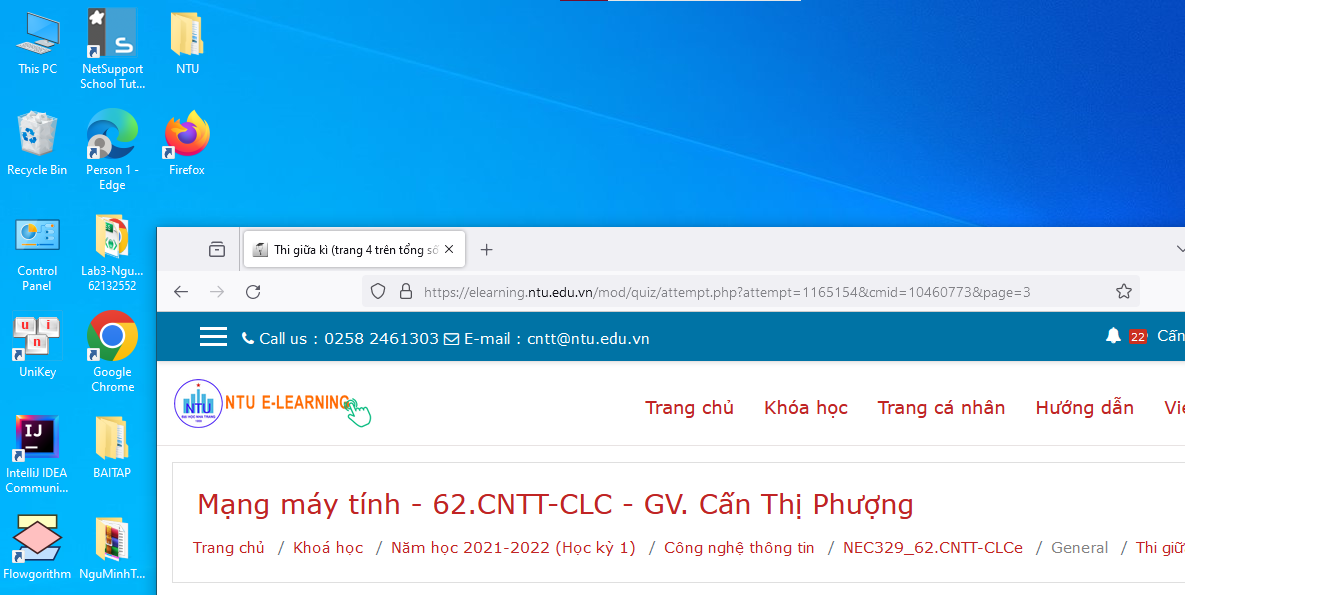 This PC
NetSupport School Tut...
NTU
Recycle Bin
Person 1 - Edge
Firefox
Control Panel
Lab3-Ngu... 62132552
UniKey
Google Chrome
IntelliJ IDEA Communi...
BAITAP
Flowgorithm
NguMinhT...
Thi giữa kì (trang 4 trên tổng số
https://elearning.ntu.edu.vn/mod/quiz/attempt.php?attempt=1165154&cmid=10460773&page=3
Call us : 0258 2461303 E-mail : cntt@ntu.edu.vn
22 Cấn
NTU NTU E-LEARNING
Trang chủ Khóa học Trang cá nhân Hướng dẫn Vie
Mạng máy tính - 62.CNTT-CLC - GV. Cấn Thị Phượng
Trang chủ / Khoá học / Năm học 2021-2022 (Học kỳ 1) / Công nghệ thông tin / NEC329_62.CNTT-CLCe / General / Thi giữ